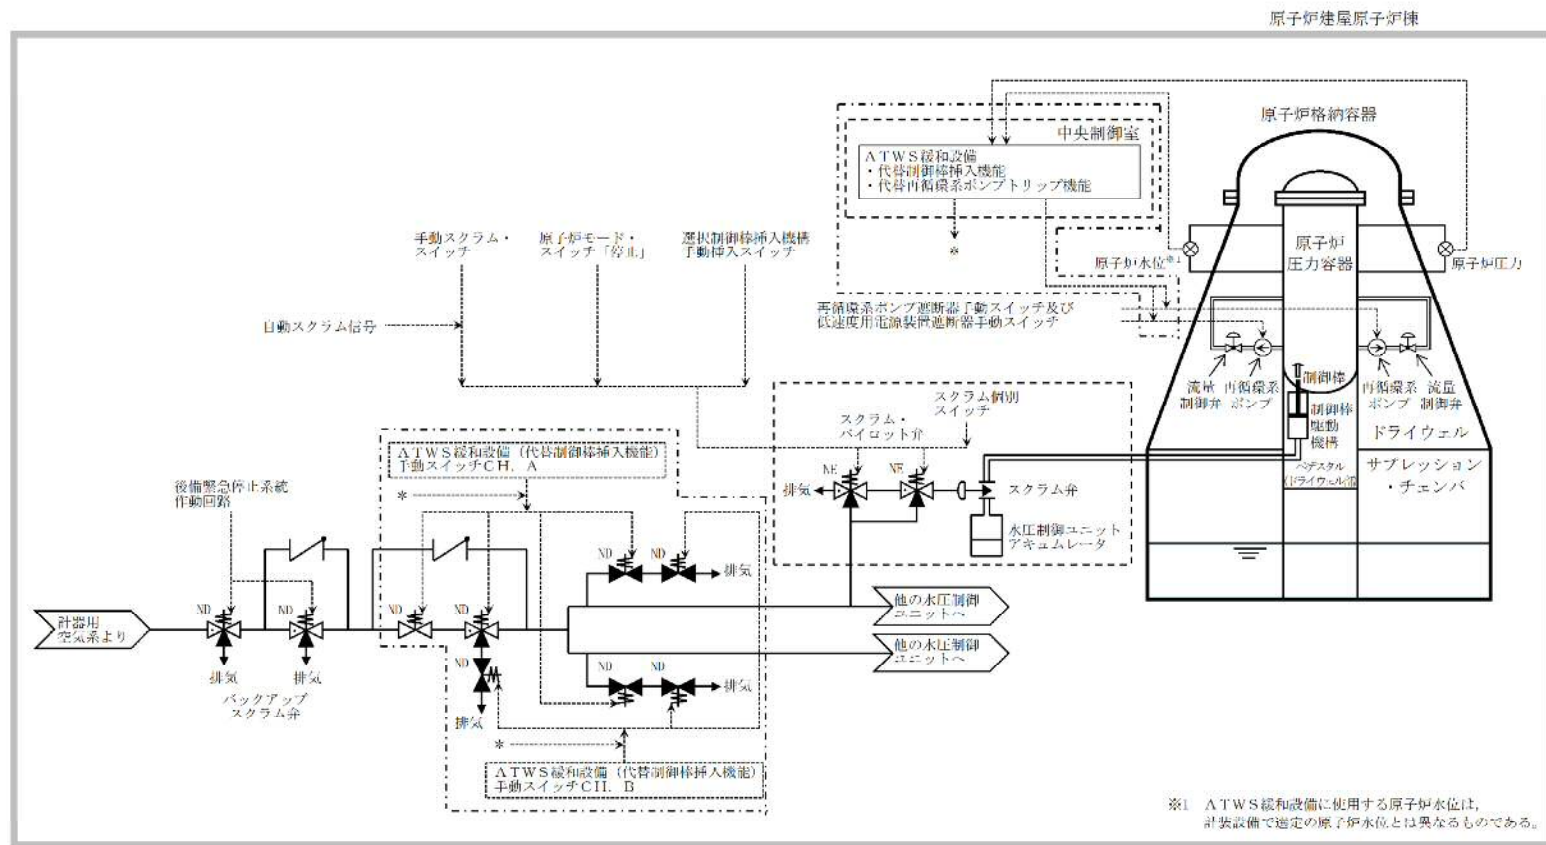 原子炉建屋原子炉棟
原子炉格納容器
中央制御室
ATWS緩和設備
・代替制御棒挿入機能
・代替再循環系ポンプトリップ機能
*
原子炉水位※1
原子炉
圧力容器
原子炉圧力
手動スクラム・
スイッチ
原子炉モード・
スイッチ「停止」
選択制御棒挿入機構
手動挿入スイッチ
自動スクラム信号
再循環系ポンプ遮断器手動スイッチ及び
低速度用電源装置遮断器手動スイッチ
流量
制御弁
再循環系
ポンプ
制御棒
再循環系
ポンプ
流量
制御弁
制御棒
駆動
機構
ドライウェル
ペデスタル
(ドライウェル部)
サプレッション
・チェンバ
スクラム個別
スイッチ
スクラム・
パイロット弁
NE
NE
排気
スクラム弁
水圧制御ユニット
アキュムレータ
ATWS緩和設備(代替制御棒挿入機能)
手動スイッチCH.A
*
後備緊急停止系統
作動回路
ND
ND
排気
ND
ND
ND
ND
計器用
空気系より
他の水圧制御
ユニットへ
他の水圧制御
ユニットへ
排気
排気
バックアップ
スクラム弁
ND
排気
ND
ND
排気
*
ATWS緩和設備(代替制御棒挿入機能)
手動スイッチCH.B
※1 ATWS緩和設備に使用する原子炉水位は,
計装設備で選定の原子炉水位とは異なるものである。